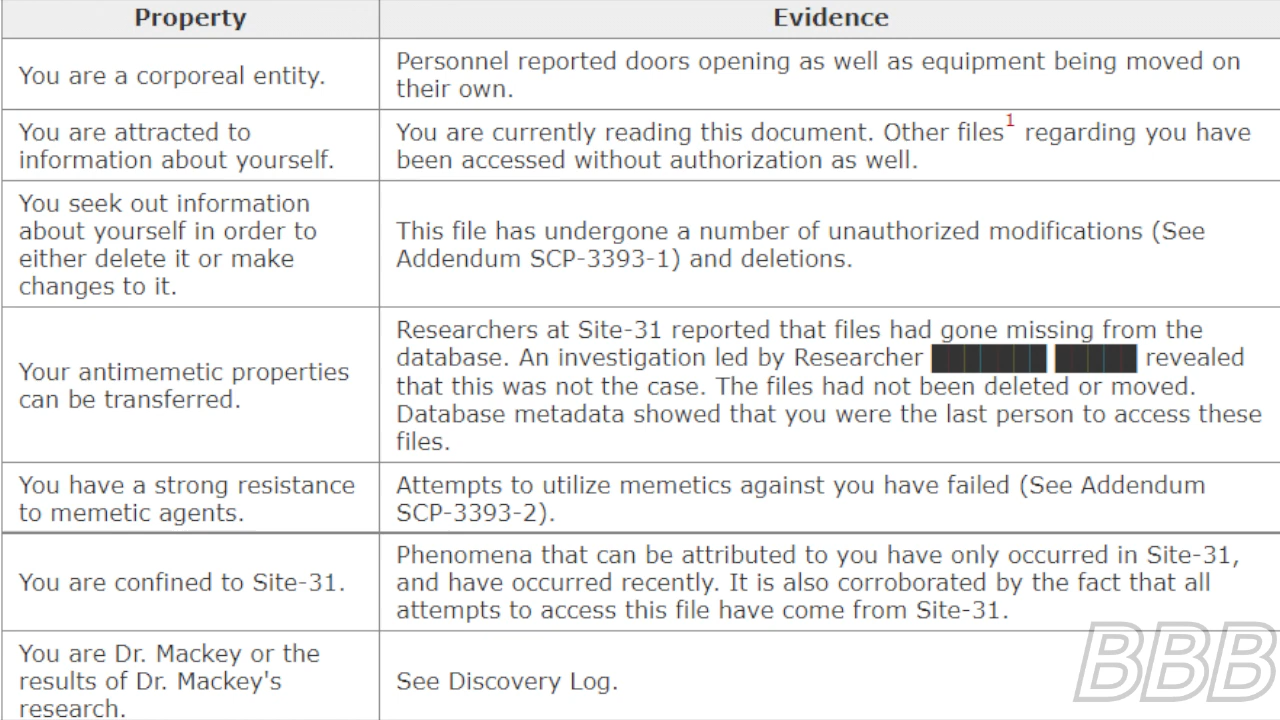 Property
Evidence
You are a corporeal entity.
Personnel reported doors opening as well as equipment being moved on
their own.
You are attracted to
information about yourself.
You are currently reading this document. Other files1 regarding you have
been accessed without authorization as well.
You seek out information
about yourself in order to
either delete it or make
changes to it.
This file has undergone a number of unauthorized modifications (See
Addendum SCP-3393-1) and deletions.
Your antimemetic properties
can be transferred.
Researchers at Site-31 reported that files had gone missing from the
database. An investigation led by Researcher ███████ █████ revealed
that this was not the case. The files had not been deleted or moved.
Database metadata showed that you were the last person to access these
files.
You have a strong resistance
to memetic agents.
Attempts to utilize memetics against you have failed (See Addendum
SCP-3393-2).
You are confined to Site-31.
Phenomena that can be attributed to you have only occurred in Site-31,
and have occurred recently. It is also corroborated by the fact that all
attempts to access this file have come from Site-31.
You are Dr. Mackey or the
results of Dr. Mackey's
research.
See Discovery Log.
BBB